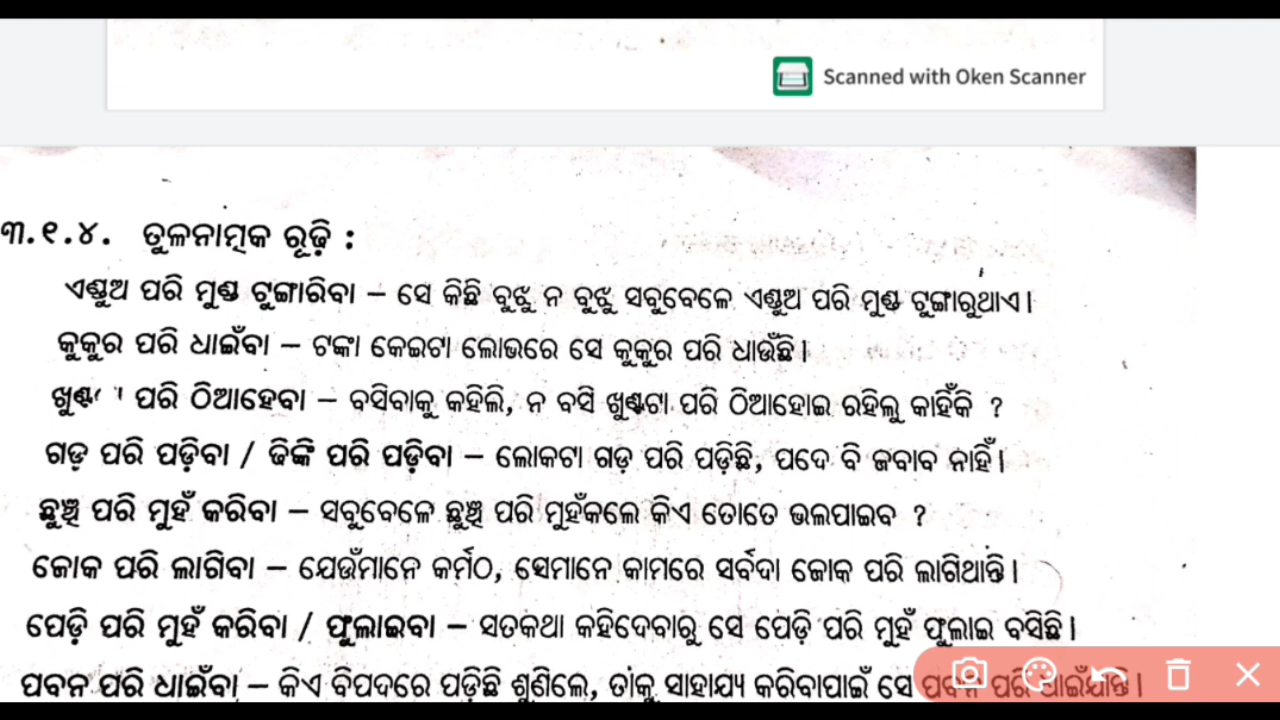 Scanned with Oken Scanner
୩.୧.୪. ତୁଳନାତ୍ମକ ରୂଢ଼ି :
ଏଣ୍ଡୁଅ ପରି ମୁଣ୍ଡ ଟୁଙ୍ଗାରିବା – ସେ କିଛି ବୁଝୁ ନ ବୁଝୁ ସବୁବେଳେ ଏଣ୍ଡୁଅ ପରି ମୁଣ୍ଡ ଟୁଙ୍ଗାରୁଥାଏ।
କୁକୁର ପରି ଧାଇଁବା – ଟଙ୍କା କେଇଟା ଲୋଭରେ ସେ କୁକୁର ପରି ଧାଉଁଛି।
ପରି ଠିଆହେବା – ବସିବାକୁ କହିଲି, ନ ବସି ଖୁଣ୍ଟଟା ପରି ଠିଆହୋଇ ରହିଲୁ କାହିଁକି ?
ଗଡ଼ ପରି ପଡ଼ିବା / ଢିଙ୍କି ପରି ପଡ଼ିବା – ଲୋକଟା ଗଡ଼ ପରି ପଡ଼ିଛି, ପଦେ ବି ଜବାବ ନାହିଁ।
ଛୁଞ୍ଚି ପରି ମୁହଁ କରିବା – ସବୁବେଳେ ଛୁଞ୍ଚି ପରି ମୁହଁକଲେ କିଏ ତୋତେ ଭଲପାଇବ ?
ଜୋକ ପରି ଲାଗିବା – ଯେଉଁମାନେ କର୍ମଠ, ସେମାନେ କାମରେ ସର୍ବଦା ଜୋକ ପରି ଲାଗିଥାନ୍ତି।
ପେଡ଼ି ପରି ମୁହଁ କରିବା / ଫୁଲାଇବା – ସତକଥା କହିଦେବାରୁ ସେ ପେଡ଼ି ପରି ମୁହଁ ଫୁଲାଇ ବସିଛି।
ପବନ ପରି ଧାଇଁବା – କିଏ ବିପଦରେ ପଡ଼ିଛି ଶୁଣିଲେ, ତାକୁ ସାହାଯ୍ୟ କରିବାପାଇଁ ସେ ପବନ ପରି